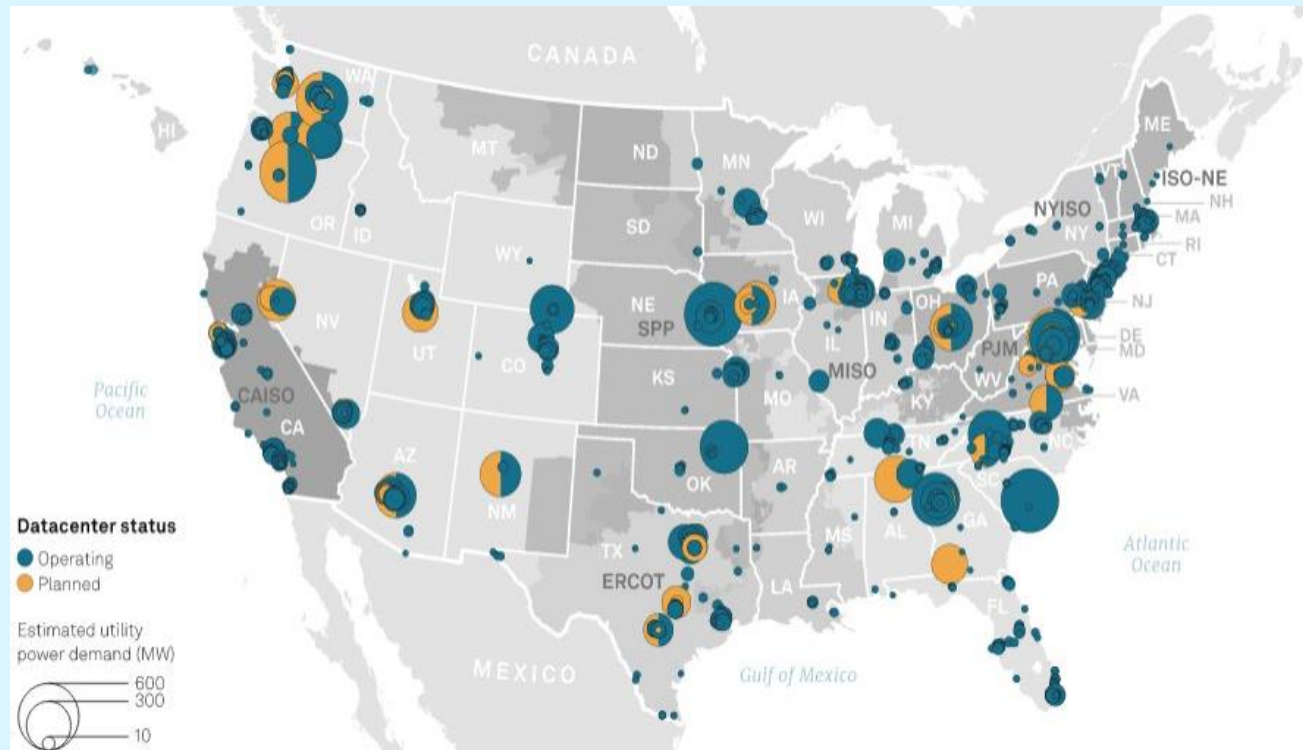 CANADA
WA
HI
MT
ND
MN
ME
VT
ISO-NE
NH
NYISO
MA
OR
ID
SD
WI
MI
NY
RI
CT
WY
NE
IA
PA
NJ
NV
SPP
IL
IN
OH
DE
UT
CO
PJM
MD
Pacific
Ocean
CAISO
KS
MISO
WV
VA
CA
MO
KY
AZ
OK
AR
TN
NC
NM
SC
Datacenter status
Operating
Planned
TX
MS
AL
GA
Atlantic
Ocean
ERCOT
LA
FL
Estimated utility
power demand (MW)
MEXICO
Gulf of Mexico
600
300
10